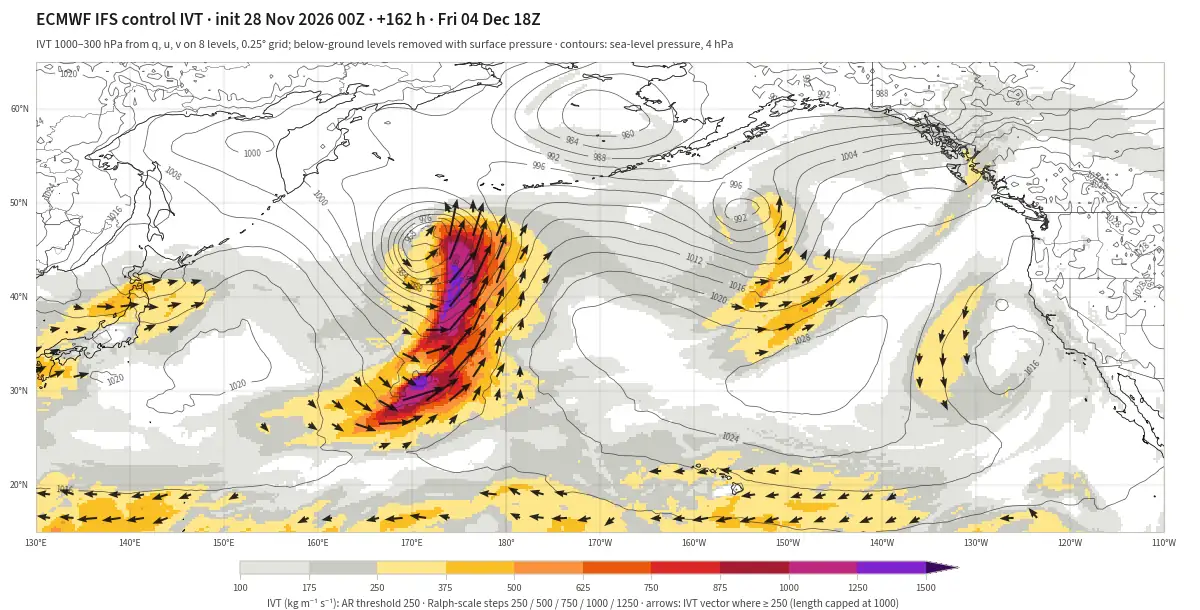 ECMWF IFS control IVT · init 28 Nov 2026 00Z · +162 h · Fri 04 Dec 18Z
IVT 1000–300 hPa from q, u, v on 8 levels, 0.25° grid; below-ground levels removed with surface pressure · contours: sea-level pressure, 4 hPa
1020
992
988
60°N
980
984
1000
992
988
1004
996
1008
1024
996
1000
50°N
1016
976
992
968
1012
1016
40°N
1020
1028
1028
1016
30°N
1020
1020
1024
20°N
130°E 140°E 150°E 160°E 170°E 180° 170°W 160°W 150°W 140°W 130°W 120°W 110°W
100 175 250 375 500 625 750 875 1000 1250 1500
IVT (kg m⁻¹ s⁻¹): AR threshold 250 · Ralph-scale steps 250 / 500 / 750 / 1000 / 1250 · arrows: IVT vector where ≥ 250 (length capped at 1000)